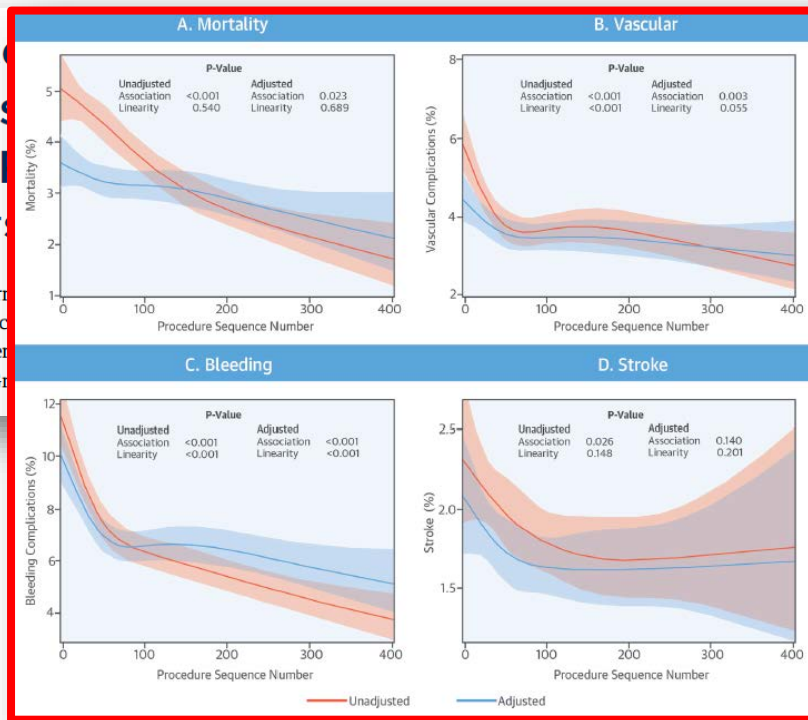 A. Mortality
P-Value
Unadjusted Adjusted
Association <0.001 Association 0.023
Linearity 0.540 Linearity 0.689
Mortality (%)
5
4
3
2
1
0 100 200 300 400
Procedure Sequence Number
B. Vascular
P-Value
Unadjusted Adjusted
Association <0.001 Association 0.003
Linearity <0.001 Linearity 0.055
Vascular Complications (%)
8
6
4
2
0 100 200 300 400
Procedure Sequence Number
C. Bleeding
P-Value
Unadjusted Adjusted
Association <0.001 Association <0.001
Linearity <0.001 Linearity <0.001
Bleeding Complications (%)
12
10
8
6
4
0 100 200 300 400
Procedure Sequence Number
D. Stroke
P-Value
Unadjusted Adjusted
Association 0.026 Association 0.140
Linearity 0.148 Linearity 0.201
Stroke (%)
2.5
2.0
1.5
0 100 200 300 400
Procedure Sequence Number
Unadjusted Adjusted